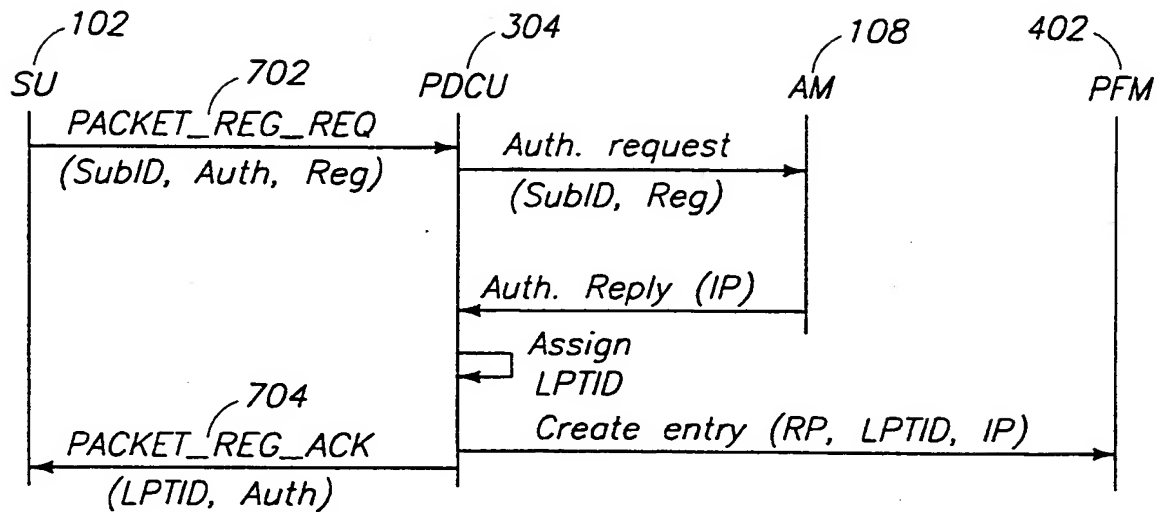 102
304
108
402
SU
PDCU
AM
PFM
702
PACKET_REG_REQ
(SubID, Auth, Reg)
Auth. request
(SubID, Reg)
Auth. Reply (IP)
Assign
LPTID
704
PACKET_REG_ACK
(LPTID, Auth)
Create entry (RP, LPTID, IP)